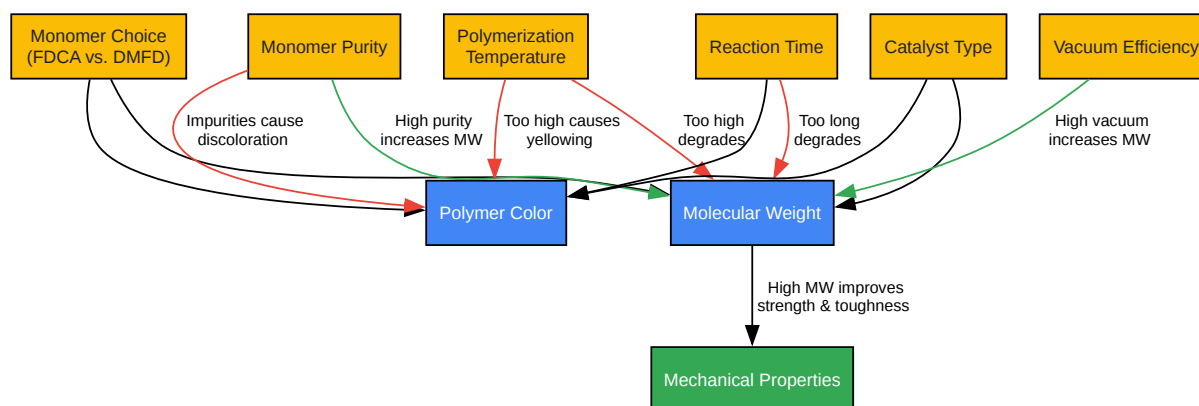 Monomer Choice
(FDCA vs. DMFD)
Monomer Purity
Polymerization
Temperature
Reaction Time
Catalyst Type
Vacuum Efficiency
Impurities cause
discoloration
High purity
increases MW
Too high causes
yellowing
Too high
degrades
Too long
degrades
High vacuum
increases MW
Polymer Color
Molecular Weight
High MW improves
strength & toughness
Mechanical Properties